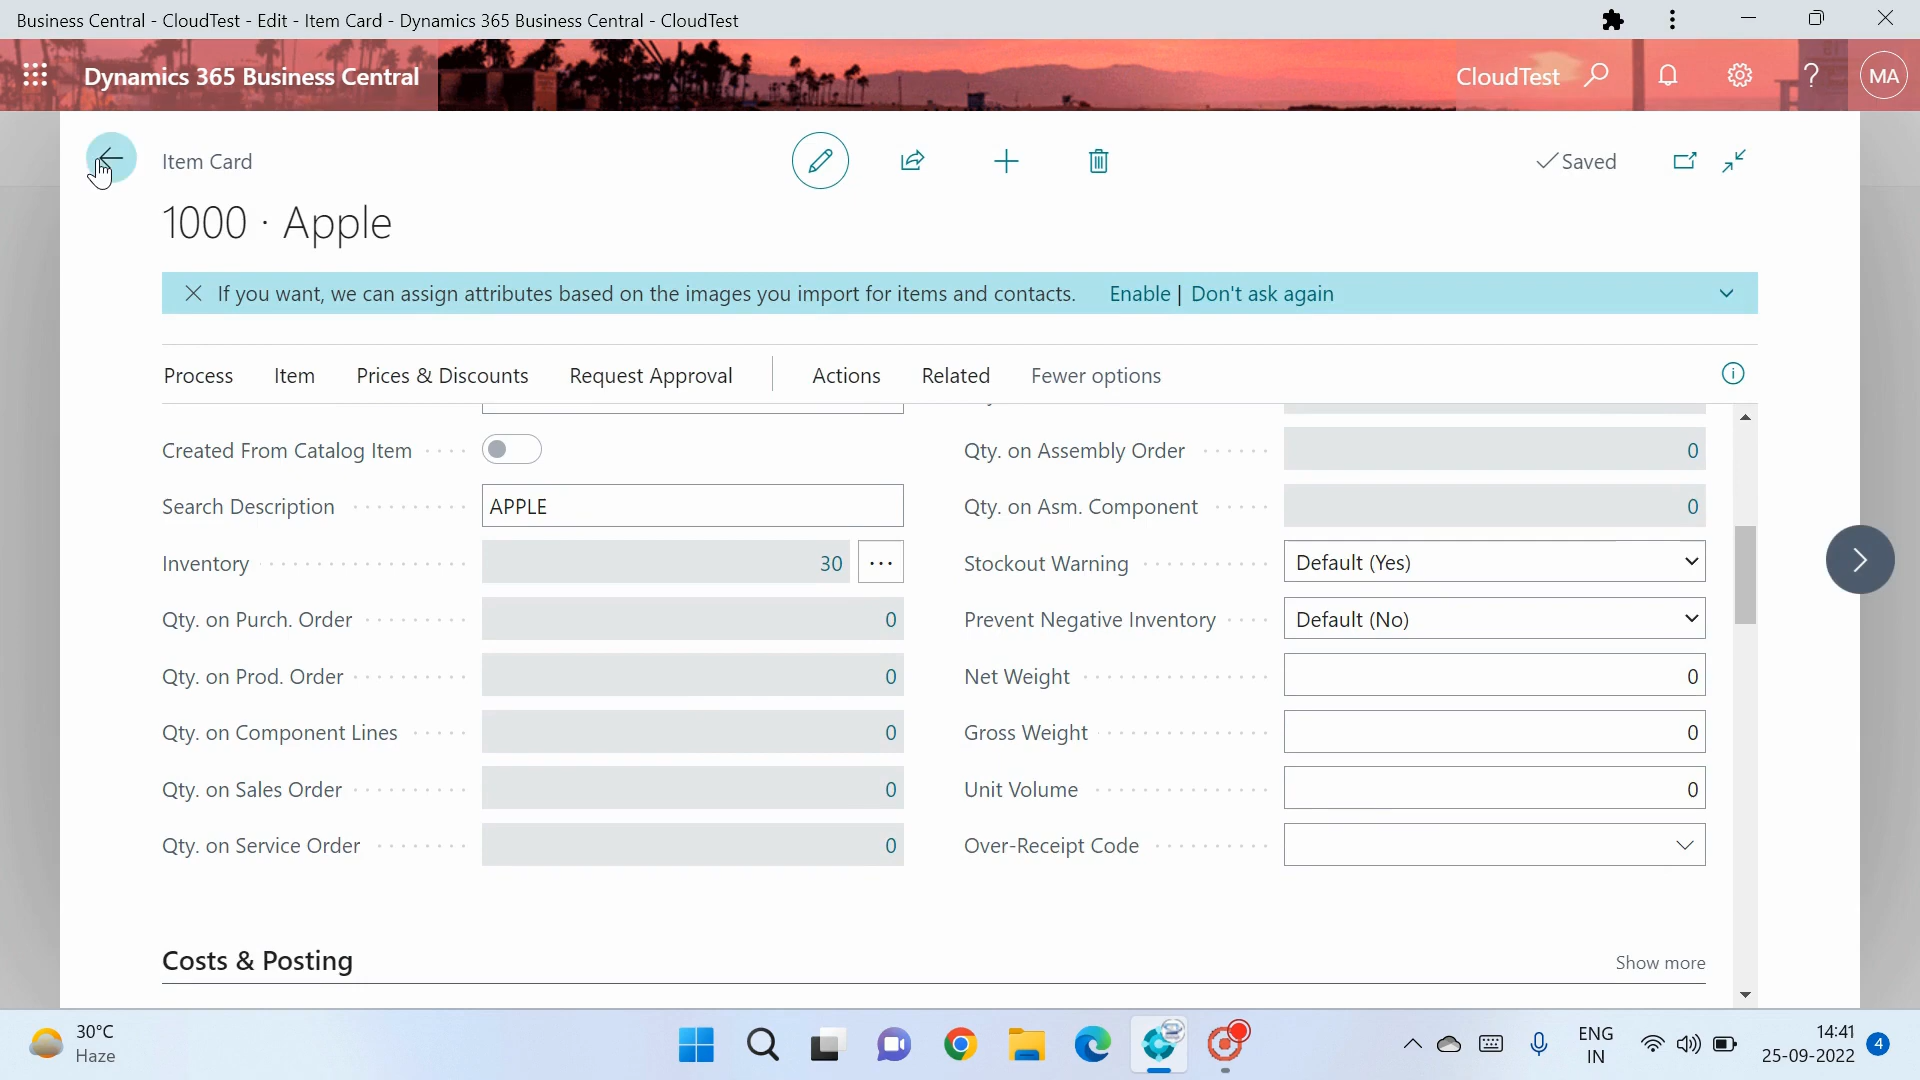 Business Central - CloudTest - Edit - Item Card - Dynamics 365 Business Central - CloudTest
Dynamics 365 Business Central
CloudTest
MA
Item Card
Saved
1000 · Apple
If you want, we can assign attributes based on the images you import for items and contacts. Enable | Don't ask again
Process Item Prices & Discounts Request Approval Actions Related Fewer options
Created From Catalog Item
Search Description APPLE
Inventory 30 ...
Qty. on Purch. Order 0
Qty. on Prod. Order 0
Qty. on Component Lines 0
Qty. on Sales Order 0
Qty. on Service Order 0
Qty. on Assembly Order 0
Qty. on Asm. Component 0
Stockout Warning Default (Yes)
Prevent Negative Inventory Default (No)
Net Weight 0
Gross Weight 0
Unit Volume 0
Over-Receipt Code
Costs & Posting Show more
30°C
Haze
ENG
IN
14:41
25-09-2022
4